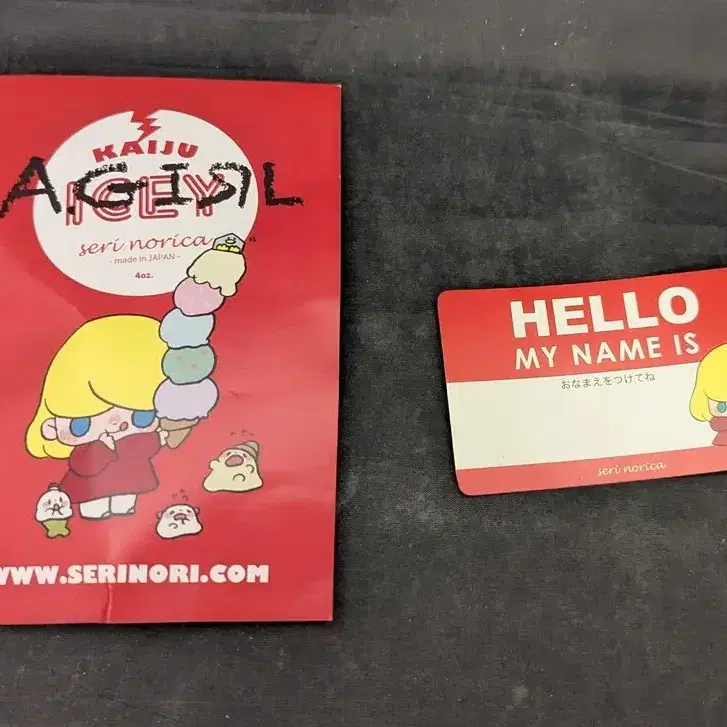 KAIJU
A.GIRL
ICEY
seri norica
- made in JAPAN -
4oz.
WWW.SERINORI.COM
HELLO
MY NAME IS
おなまえをつけてね
seri norica